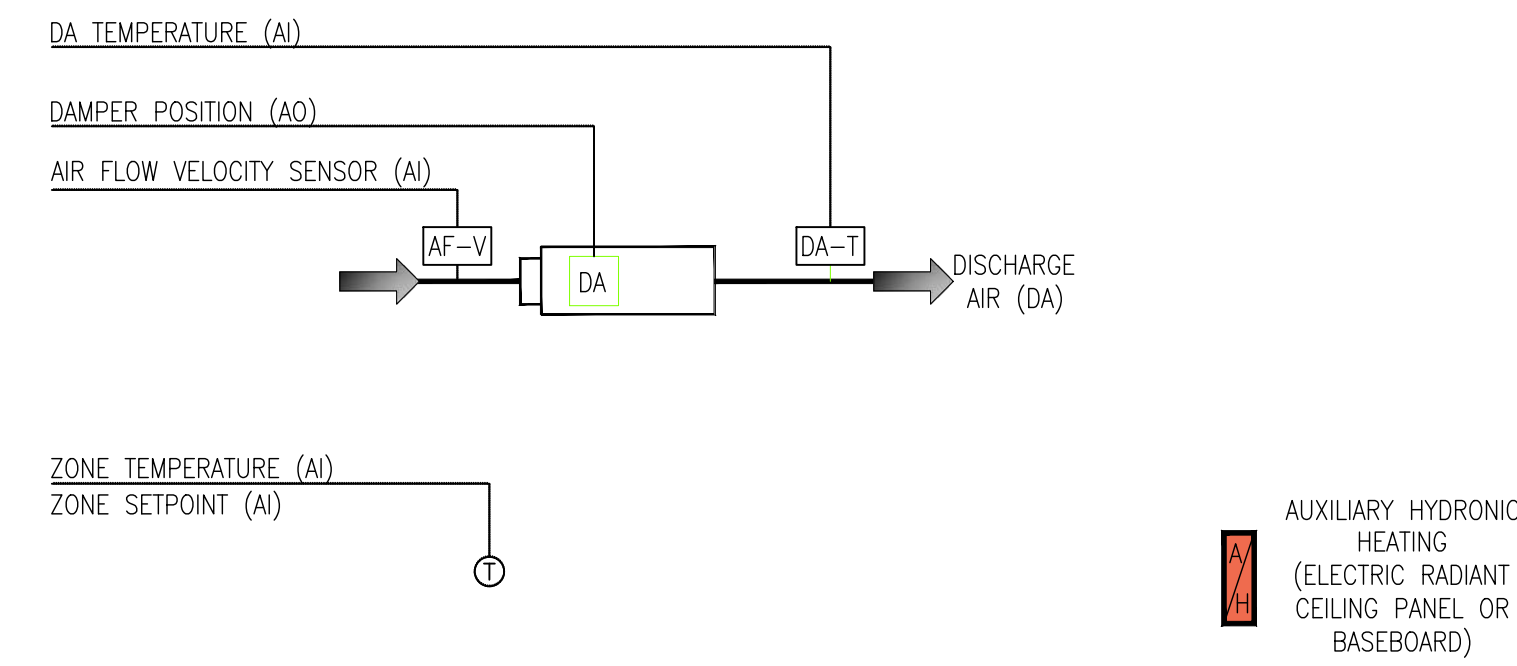 DA TEMPERATURE (AI)
DAMPER POSITION (AO)
AIR FLOW VELOCITY SENSOR (AI)
AF-V
DA
DA-T
DISCHARGE
AIR (DA)
ZONE TEMPERATURE (AI)
ZONE SETPOINT (AI)
T
A/H
AUXILIARY HYDRONIC
HEATING
(ELECTRIC RADIANT
CEILING PANEL OR
BASEBOARD)